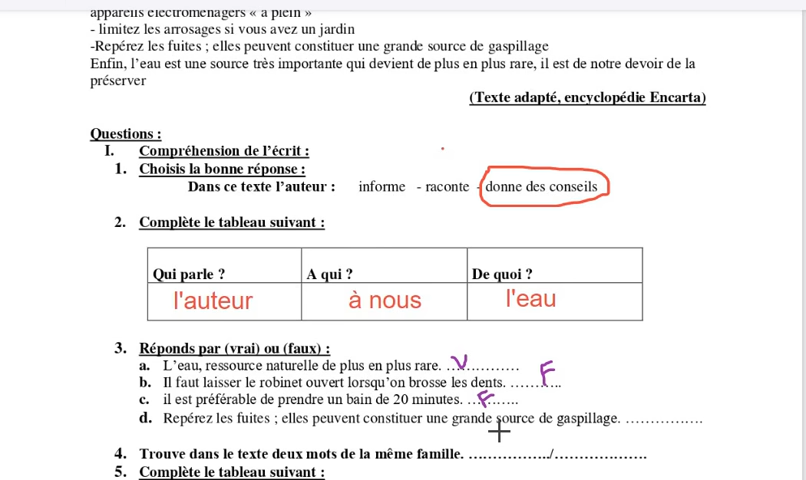 appareils électroménagers « à plein »
- limitez les arrosages si vous avez un jardin
-Repérez les fuites ; elles peuvent constituer une grande source de gaspillage
Enfin, l’eau est une source très importante qui devient de plus en plus rare, il est de notre devoir de la
préserver
(Texte adapté, encyclopédie Encarta)
Questions :
I. Compréhension de l’écrit :
1. Choisis la bonne réponse :
Dans ce texte l’auteur : informe - raconte - donne des conseils
2. Complète le tableau suivant :
Qui parle ? A qui ? De quoi ?
l'auteur à nous l'eau
3. Réponds par (vrai) ou (faux) :
a. L’eau, ressource naturelle de plus en plus rare. ...V............
b. Il faut laisser le robinet ouvert lorsqu’on brosse les dents. ....F....
c. il est préférable de prendre un bain de 20 minutes. ...F......
d. Repérez les fuites ; elles peuvent constituer une grande source de gaspillage. ................
4. Trouve dans le texte deux mots de la même famille. ................./...................
5. Complète le tableau suivant :